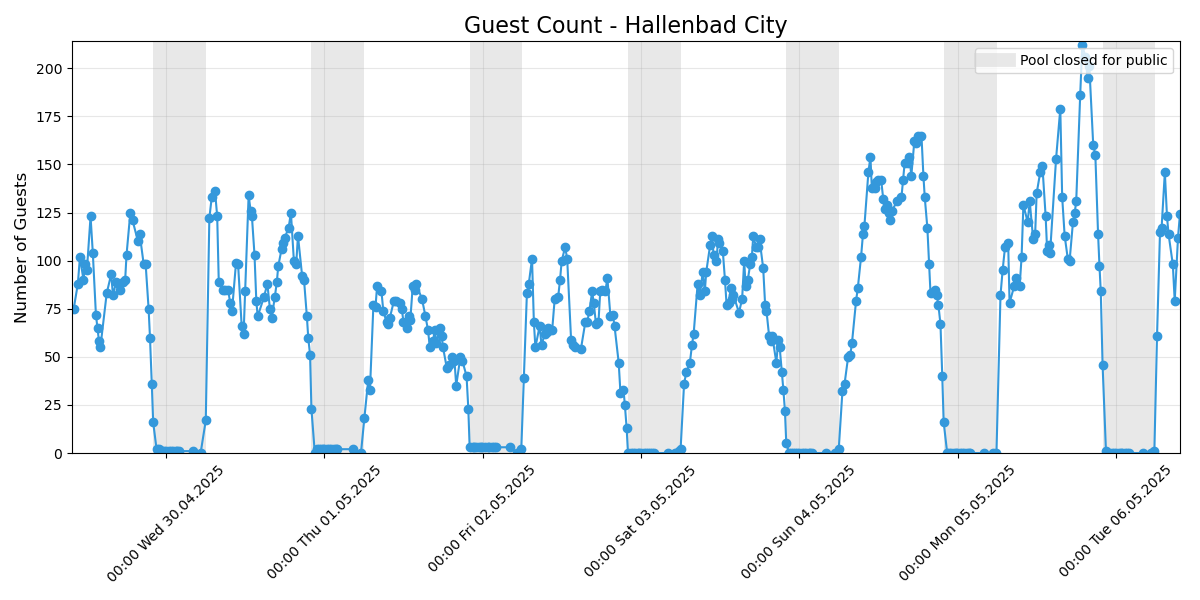 Guest Count - Hallenbad City
Pool closed for public
Number of Guests
200
175
150
125
100
75
50
25
0
00:00 Wed 30.04.2025
00:00 Thu 01.05.2025
00:00 Fri 02.05.2025
00:00 Sat 03.05.2025
00:00 Sun 04.05.2025
00:00 Mon 05.05.2025
00:00 Tue 06.05.2025